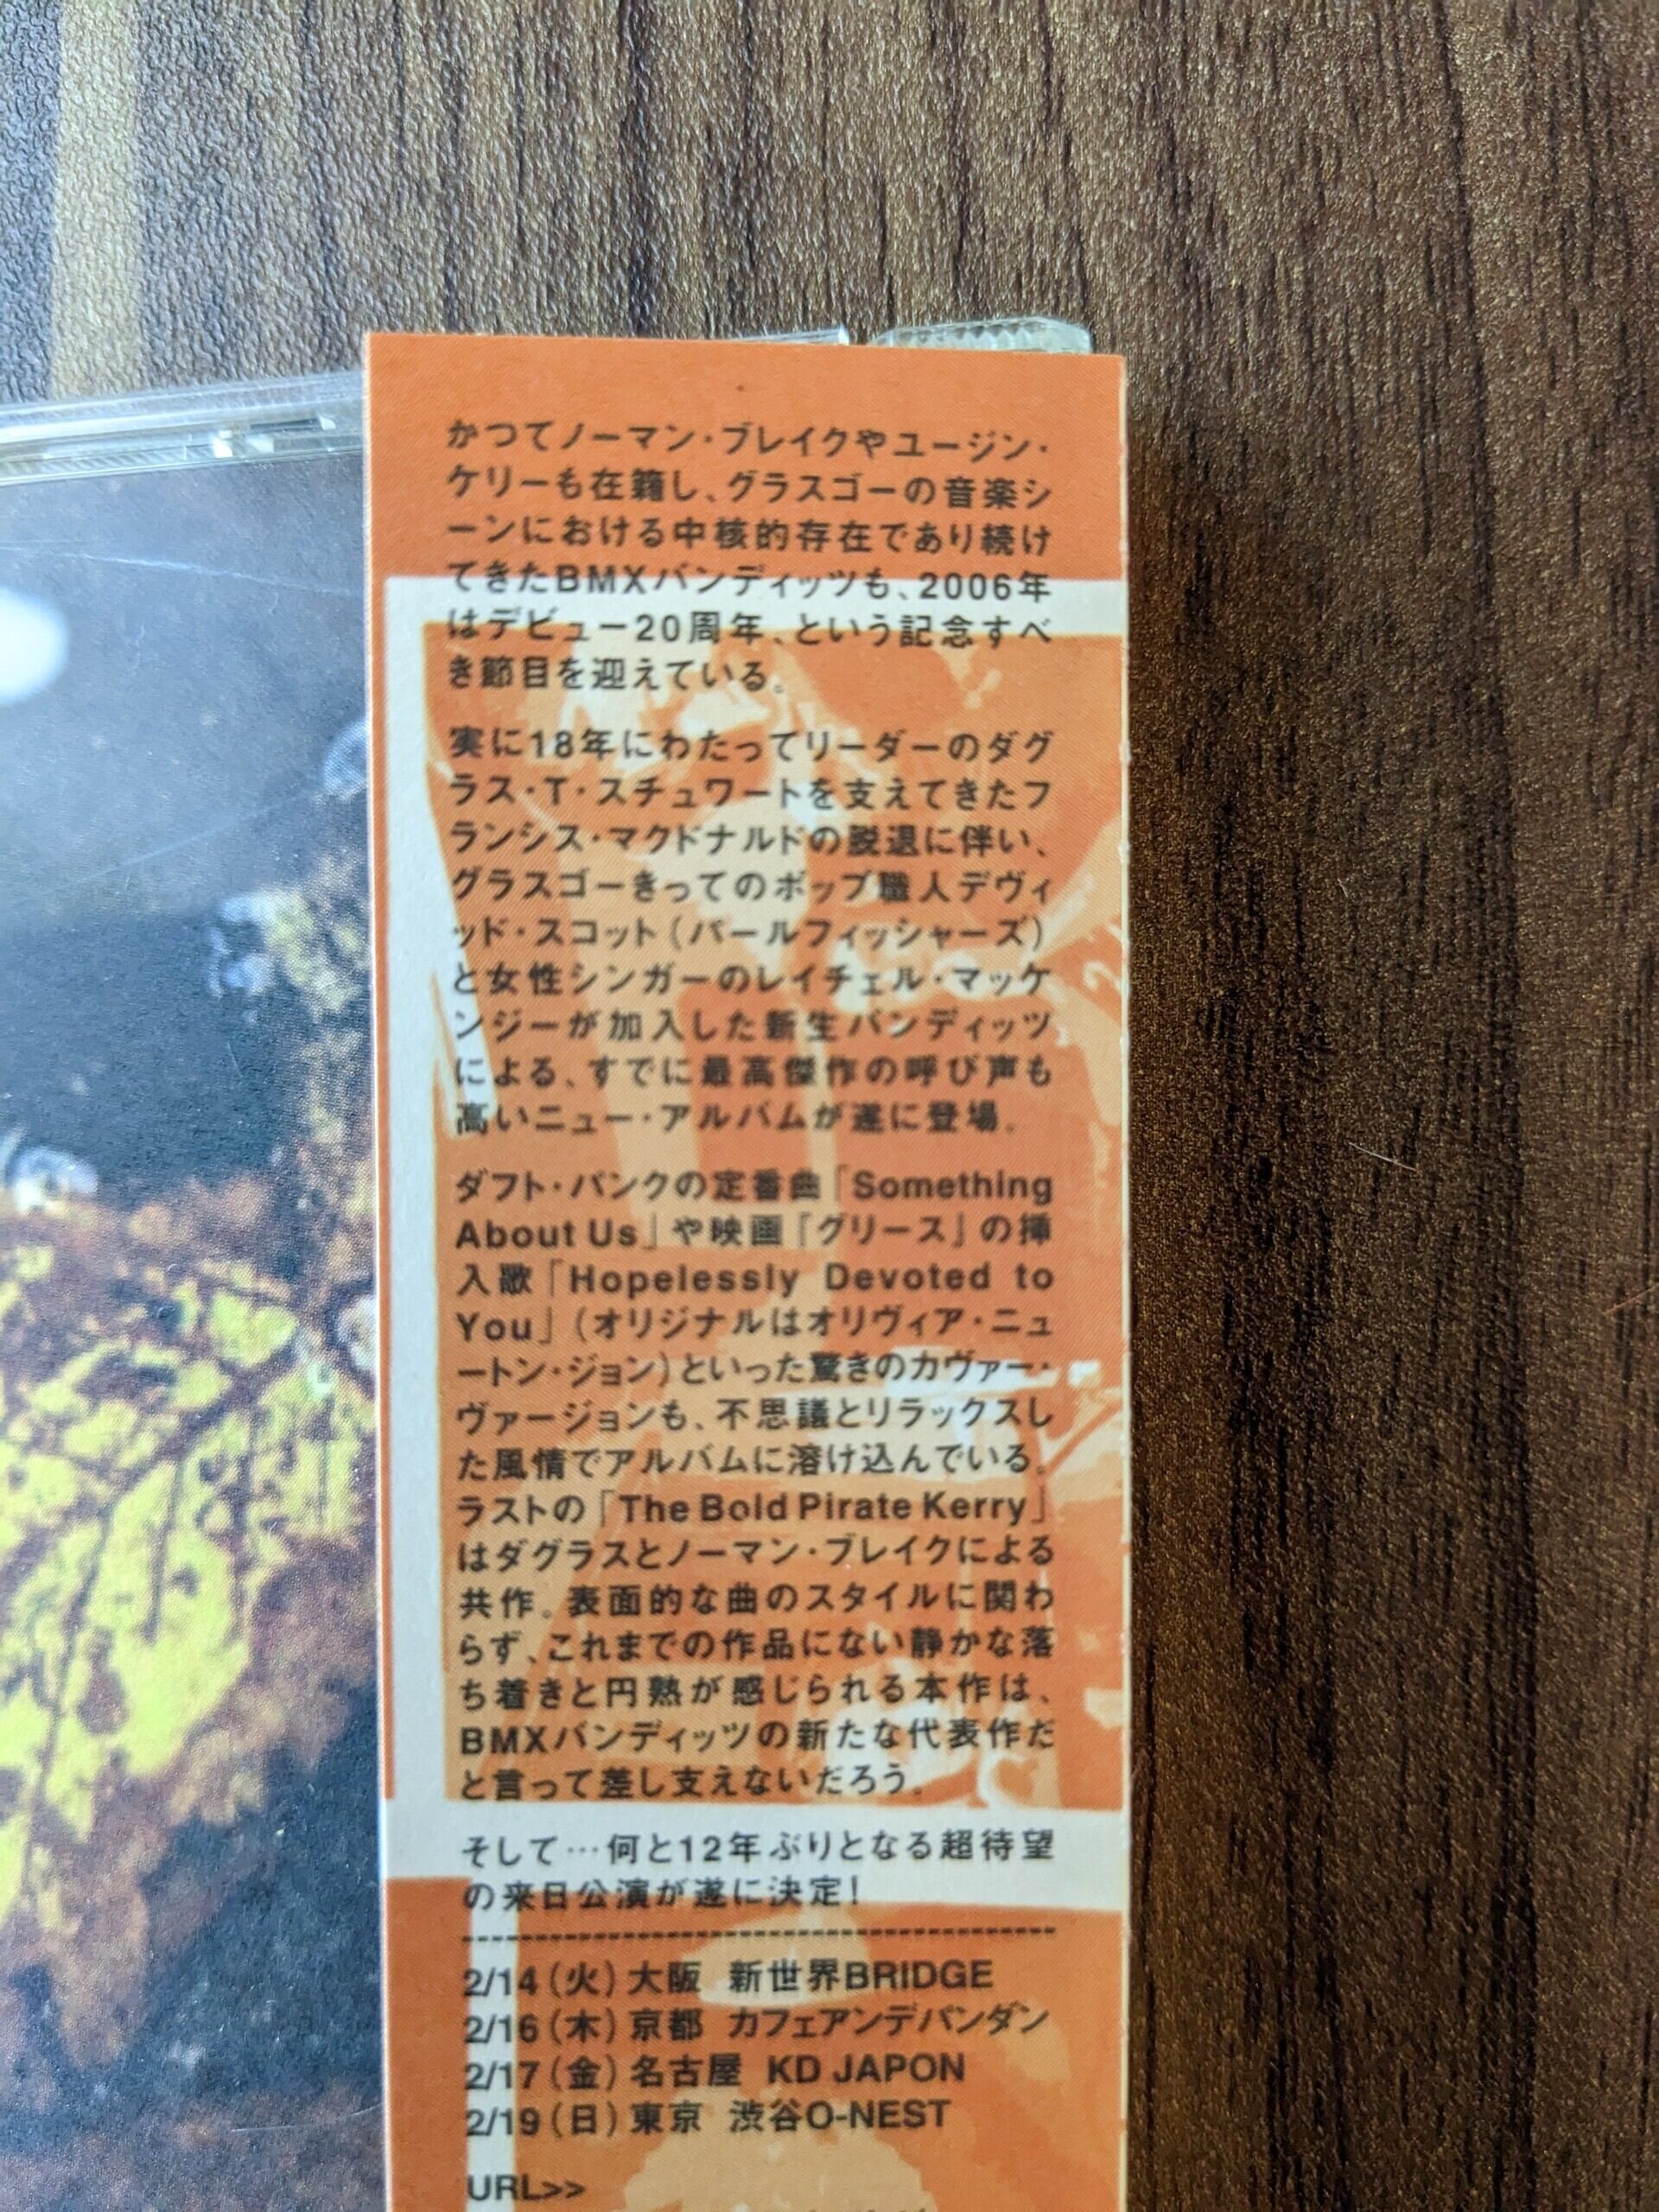 かつてノーマン・ブレイクやユージン・
ケリーも在籍し、グラスゴーの音楽シ
ーンにおける中核的存在であり続け
てきたBMXバンディッツも、2006年
はデビュー20周年、という記念すべ
き節目を迎えている。
実に18年にわたってリーダーのダグ
ラス・T・スチュワートを支えてきたフ
ランシス・マクドナルドの脱退に伴い、
グラスゴーきってのポップ職人デヴィ
ッド・スコット（パールフィッシャーズ）
と女性シンガーのレイチェル・マッケ
ンジーが加入した新生バンディッツ
による、すでに最高傑作の呼び声も
高いニュー・アルバムが遂に登場。
ダフト・パンクの定番曲「Something
About Us」や映画「グリース」の挿
入歌「Hopelessly Devoted to
You」（オリジナルはオリヴィア・ニュ
ートン・ジョン）といった驚きのカヴァー・
ヴァージョンも、不思議とリラックスし
た風情でアルバムに溶け込んでいる。
ラストの「The Bold Pirate Kerry」
はダグラスとノーマン・ブレイクによる
共作。表面的な曲のスタイルに関わ
らず、これまでの作品にない静かな落
ち着きと円熟が感じられる本作は、
BMXバンディッツの新たな代表作だ
と言って差し支えないだろう。
そして…何と12年ぶりとなる超待望
の来日公演が遂に決定！
2/14（火）大阪 新世界BRIDGE
2/16（木）京都 カフェアンデパンダン
2/17（金）名古屋 KD JAPON
2/19（日）東京 渋谷O-NEST
URL>>